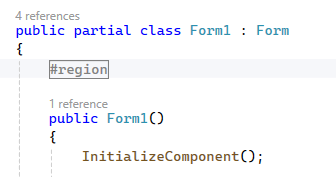 4 references
public partial class Form1 : Form
{
#region
1 reference
public Form1()
{
InitializeComponent();